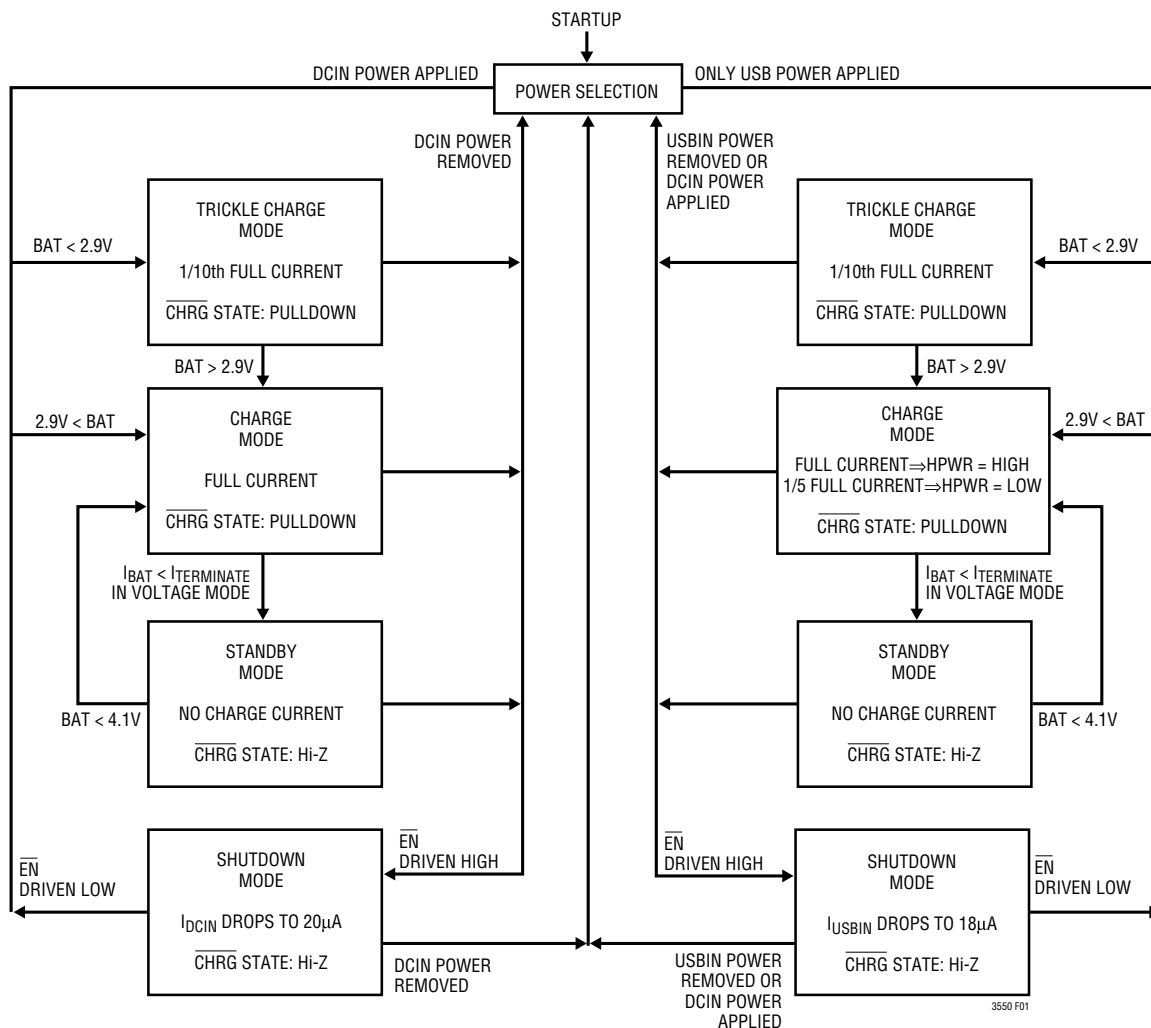 STARTUP
DCIN POWER APPLIED
POWER SELECTION
ONLY USB POWER APPLIED
DCIN POWER
REMOVED
USBIN POWER
REMOVED OR
DCIN POWER
APPLIED
TRICKLE CHARGE
MODE
1/10th FULL CURRENT
CHRG STATE: PULLDOWN
BAT < 2.9V
BAT > 2.9V
2.9V < BAT
CHARGE
MODE
FULL CURRENT
CHRG STATE: PULLDOWN
IBAT < ITERMINATE
IN VOLTAGE MODE
STANDBY
MODE
NO CHARGE CURRENT
CHRG STATE: Hi-Z
BAT < 4.1V
EN
DRIVEN LOW
SHUTDOWN
MODE
IDCIN DROPS TO 20µA
CHRG STATE: Hi-Z
EN
DRIVEN HIGH
DCIN POWER
REMOVED
TRICKLE CHARGE
MODE
1/10th FULL CURRENT
CHRG STATE: PULLDOWN
BAT < 2.9V
BAT > 2.9V
CHARGE
MODE
FULL CURRENT⇒HPWR = HIGH
1/5 FULL CURRENT⇒HPWR = LOW
CHRG STATE: PULLDOWN
2.9V < BAT
IBAT < ITERMINATE
IN VOLTAGE MODE
STANDBY
MODE
NO CHARGE CURRENT
CHRG STATE: Hi-Z
BAT < 4.1V
EN
DRIVEN HIGH
SHUTDOWN
MODE
IUSBIN DROPS TO 18µA
CHRG STATE: Hi-Z
EN
DRIVEN LOW
USBIN POWER
REMOVED OR
DCIN POWER
APPLIED
3550 F01